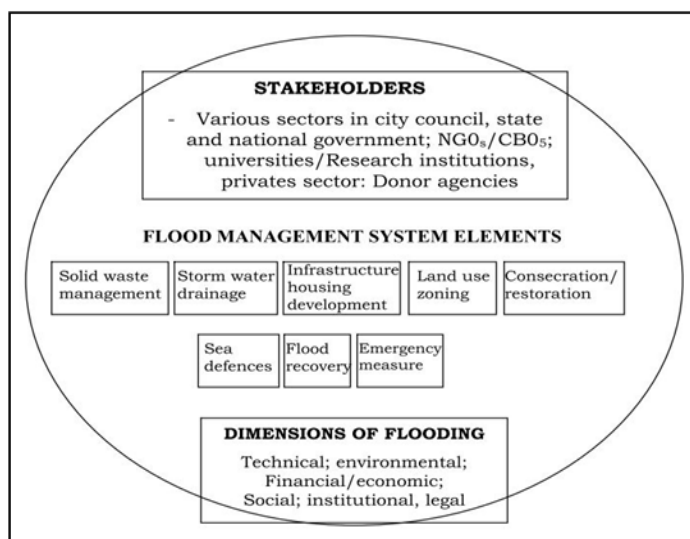 STAKEHOLDERS
- Various sectors in city council, state
and national government; NG0s/CB05;
universities/Research institutions,
privates sector: Donor agencies
FLOOD MANAGEMENT SYSTEM ELEMENTS
Solid waste
management
Storm water
drainage
Infrastructure
housing
development
Land use
zoning
Consecration/
restoration
Sea
defences
Flood
recovery
Emergency
measure
DIMENSIONS OF FLOODING
Technical; environmental;
Financial/economic;
Social; institutional, legal